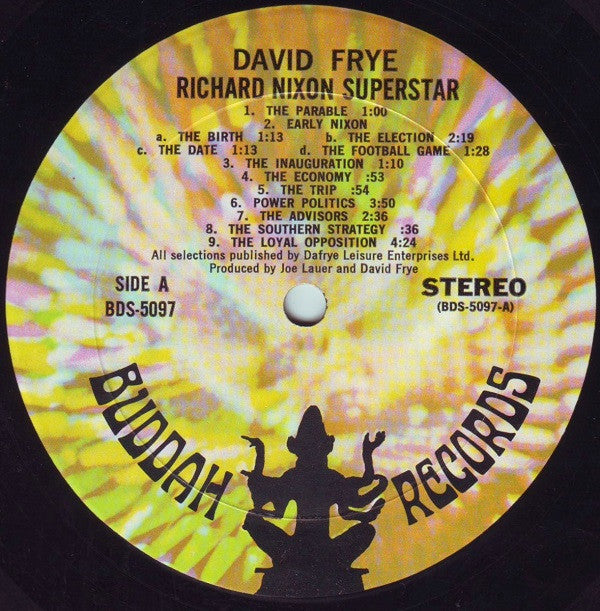 DAVID FRYE
RICHARD NIXON SUPERSTAR
1. THE PARABLE 1:00
2. EARLY NIXON
a. THE BIRTH 1:13 b. THE ELECTION 2:19
c. THE DATE 1:13 d. THE FOOTBALL GAME 1:28
3. THE INAUGURATION 1:10
4. THE ECONOMY :53
5. THE TRIP :54
6. POWER POLITICS 3:50
7. THE ADVISORS 2:36
8. THE SOUTHERN STRATEGY :36
9. THE LOYAL OPPOSITION 4:24
All selections published by Dafrye Leisure Enterprises Ltd.
Produced by Joe Lauer and David Frye
SIDE A
BDS-5097
STEREO
(BDS-5097-A)
BUDDAH RECORDS